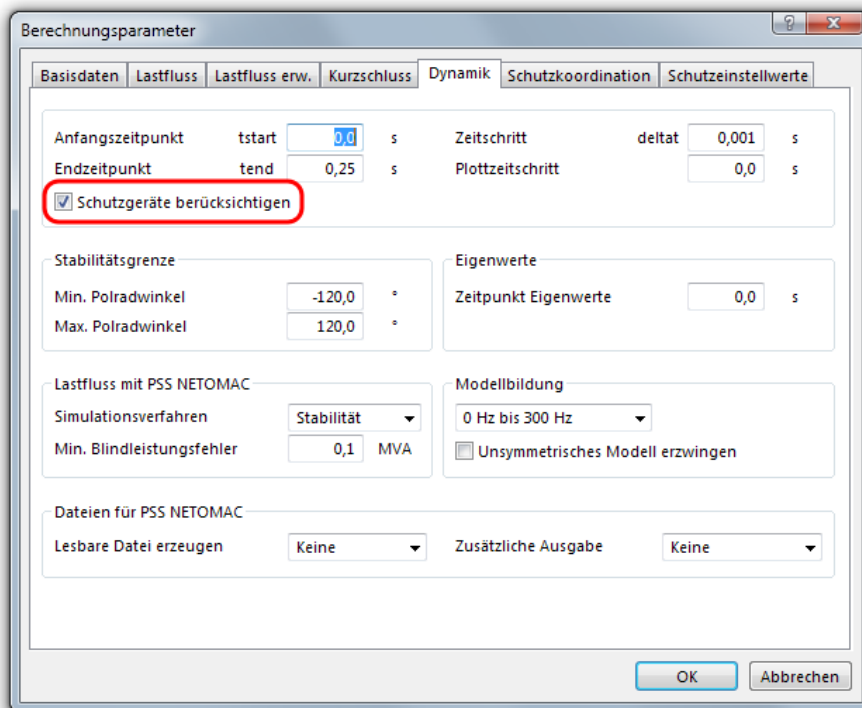 Berechnungsparameter
Basisdaten Lastfluss Lastfluss erw. Kurzschluss Dynamik Schutzkoordination Schutzeinstellwerte
Anfangszeitpunkt tstart 0,0 s Zeitschritt deltat 0,001 s
Endzeitpunkt tend 0,25 s Plottzeitschritt 0,0 s
Schutzgeräte berücksichtigen
Stabilitätsgrenze Eigenwerte
Min. Polradwinkel -120,0 ° Zeitpunkt Eigenwerte 0,0 s
Max. Polradwinkel 120,0 °
Lastfluss mit PSS NETOMAC Modellbildung
Simulationsverfahren Stabilität 0 Hz bis 300 Hz
Min. Blindleistungsfehler 0,1 MVA Unsymmetrisches Modell erzwingen
Dateien für PSS NETOMAC
Lesbare Datei erzeugen Keine Zusätzliche Ausgabe Keine
OK Abbrechen